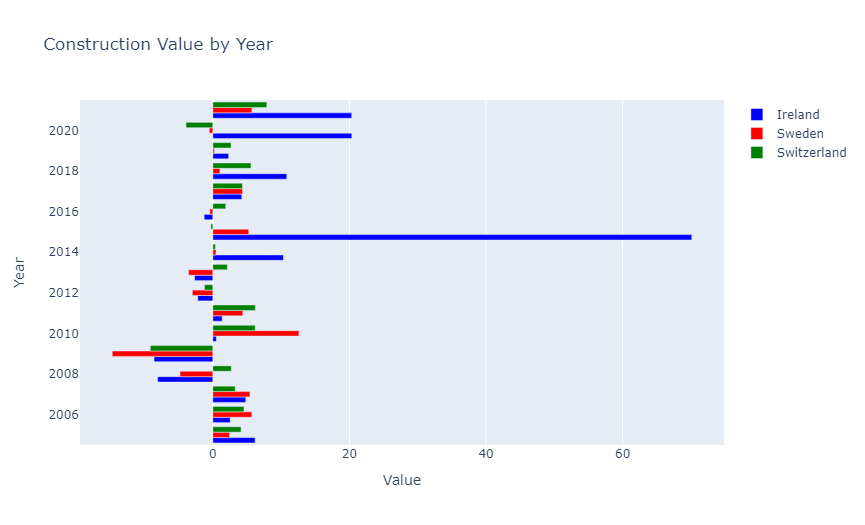 Construction Value by Year
Ireland
Sweden
Switzerland
2020
2018
2016
2014
2012
2010
2008
2006
Year
0 20 40 60
Value